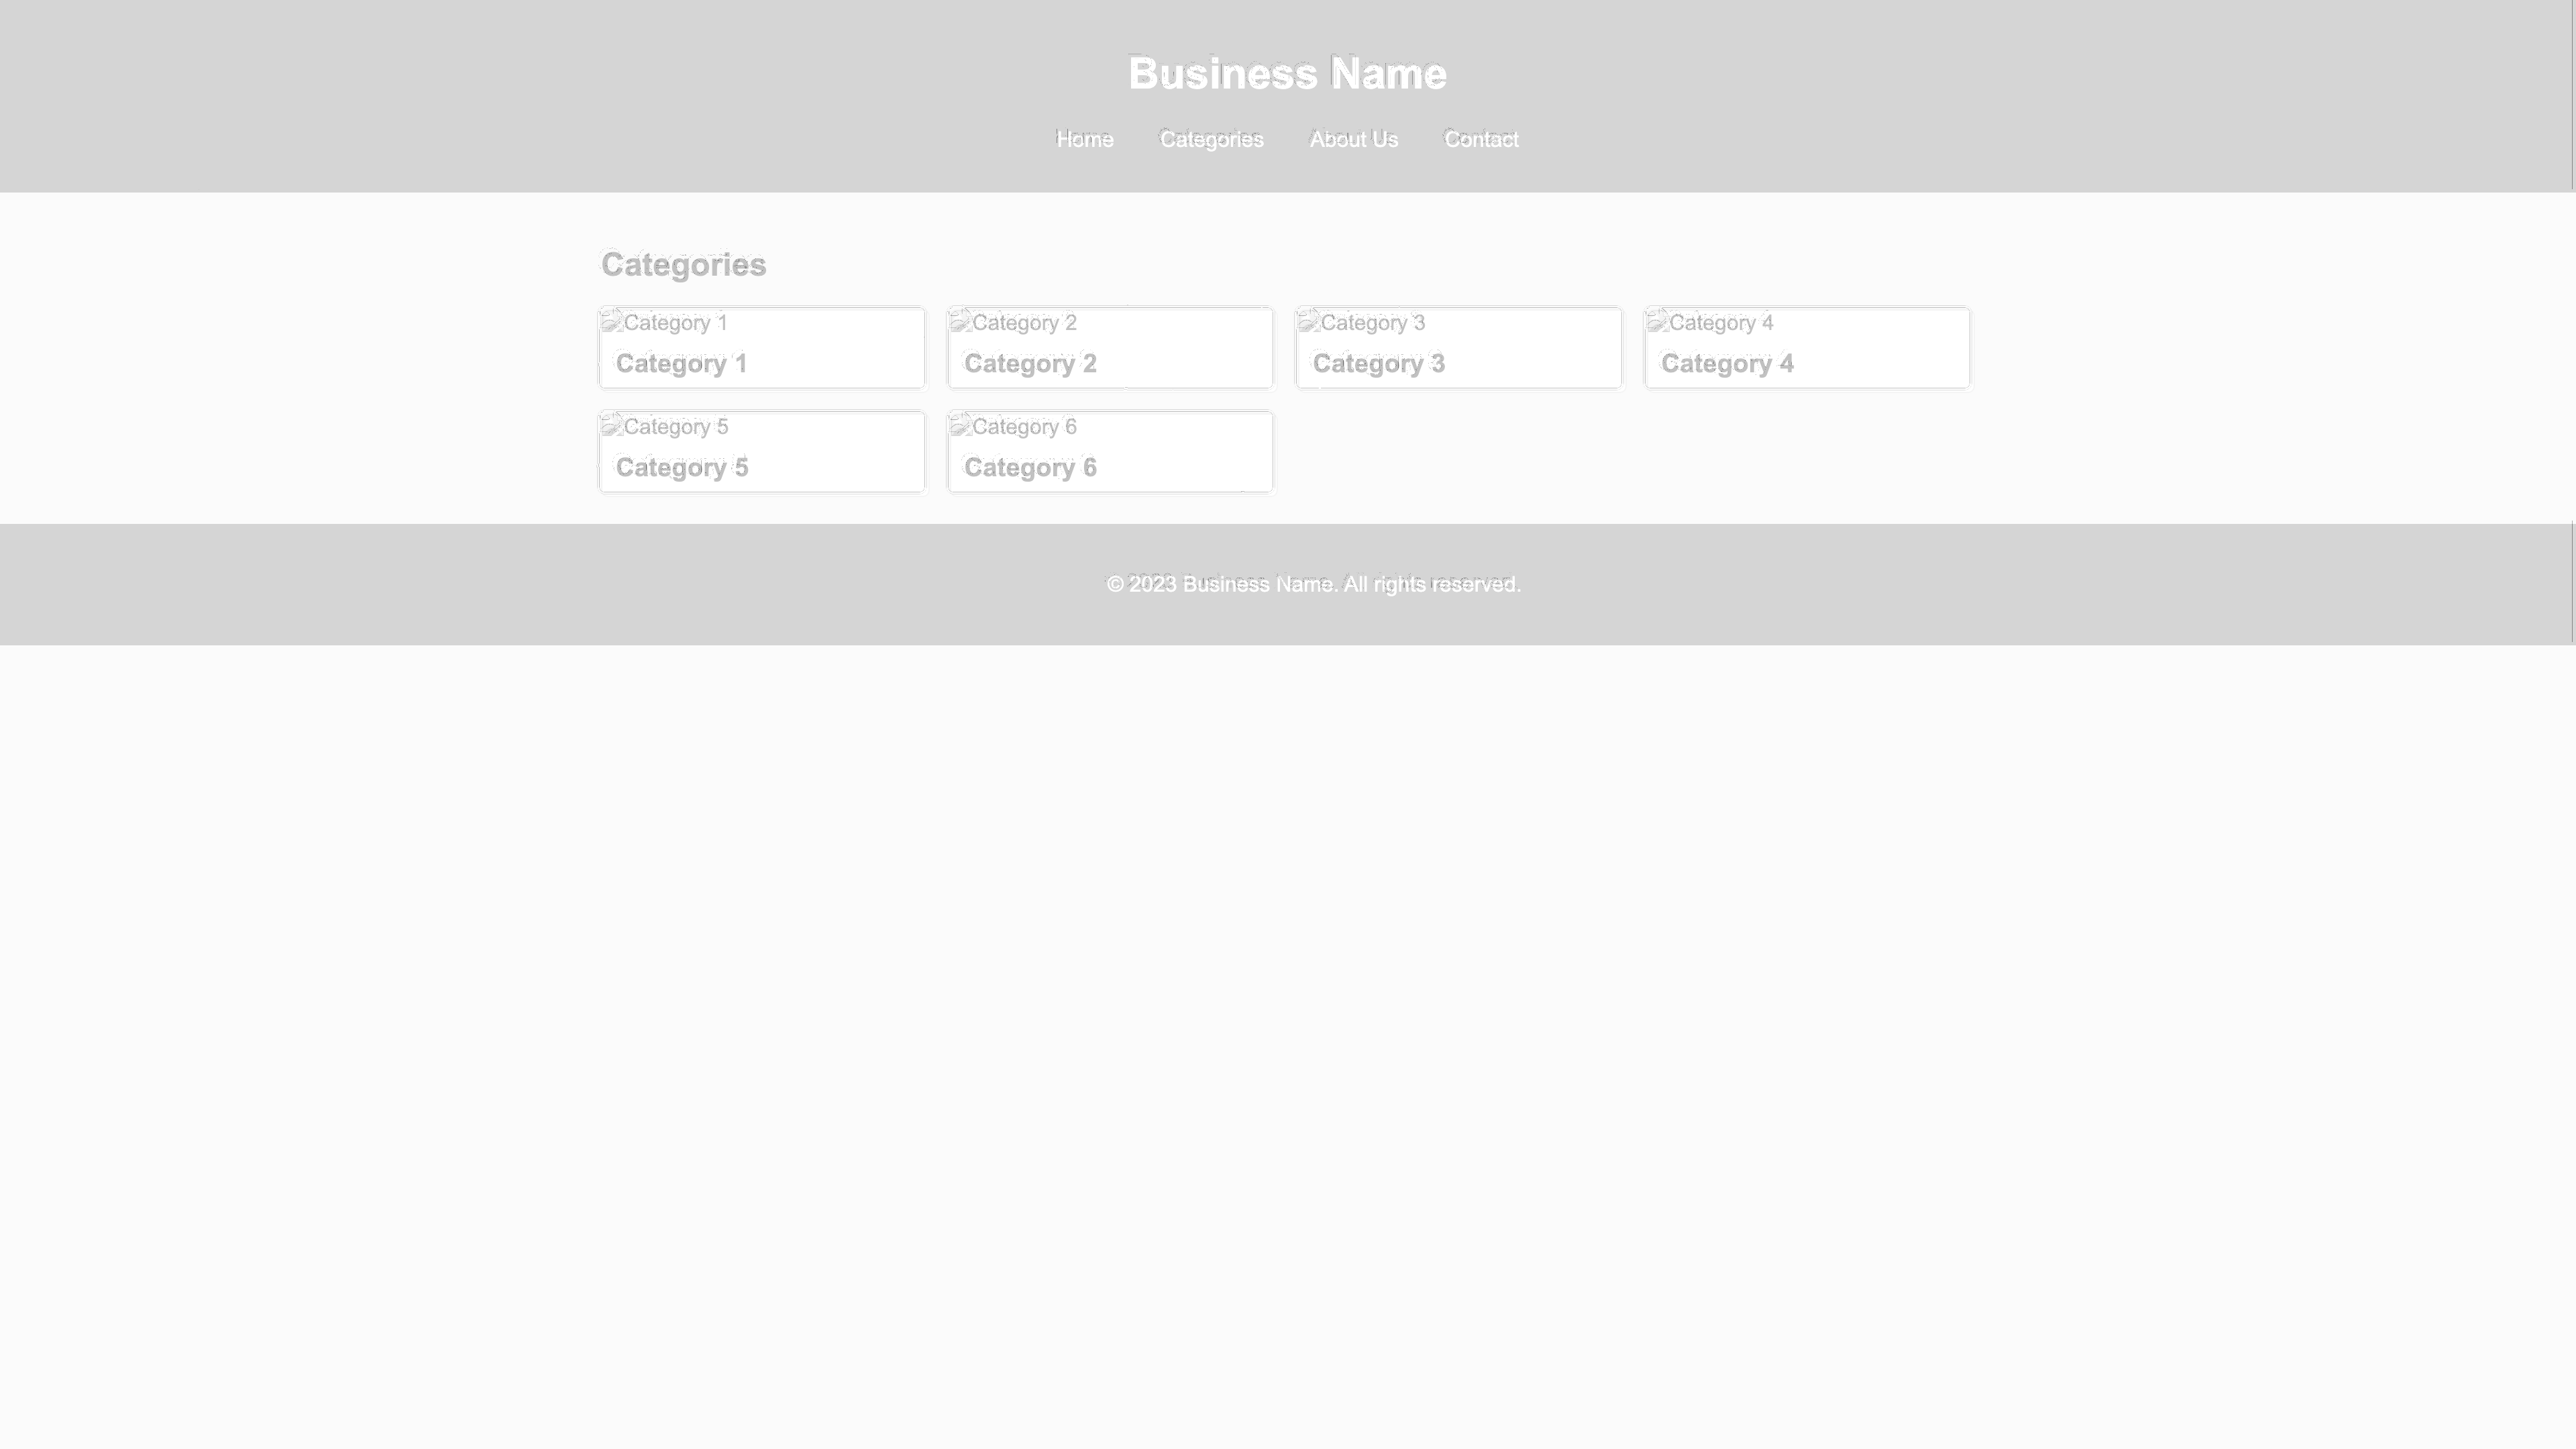 Business Name
Home Categories About Us Contact
Categories
Category 1 Category 2 Category 3 Category 4
Category 1 Category 2 Category 3 Category 4
Category 5 Category 6
Category 5 Category 6
© 2023 Business Name. All rights reserved.